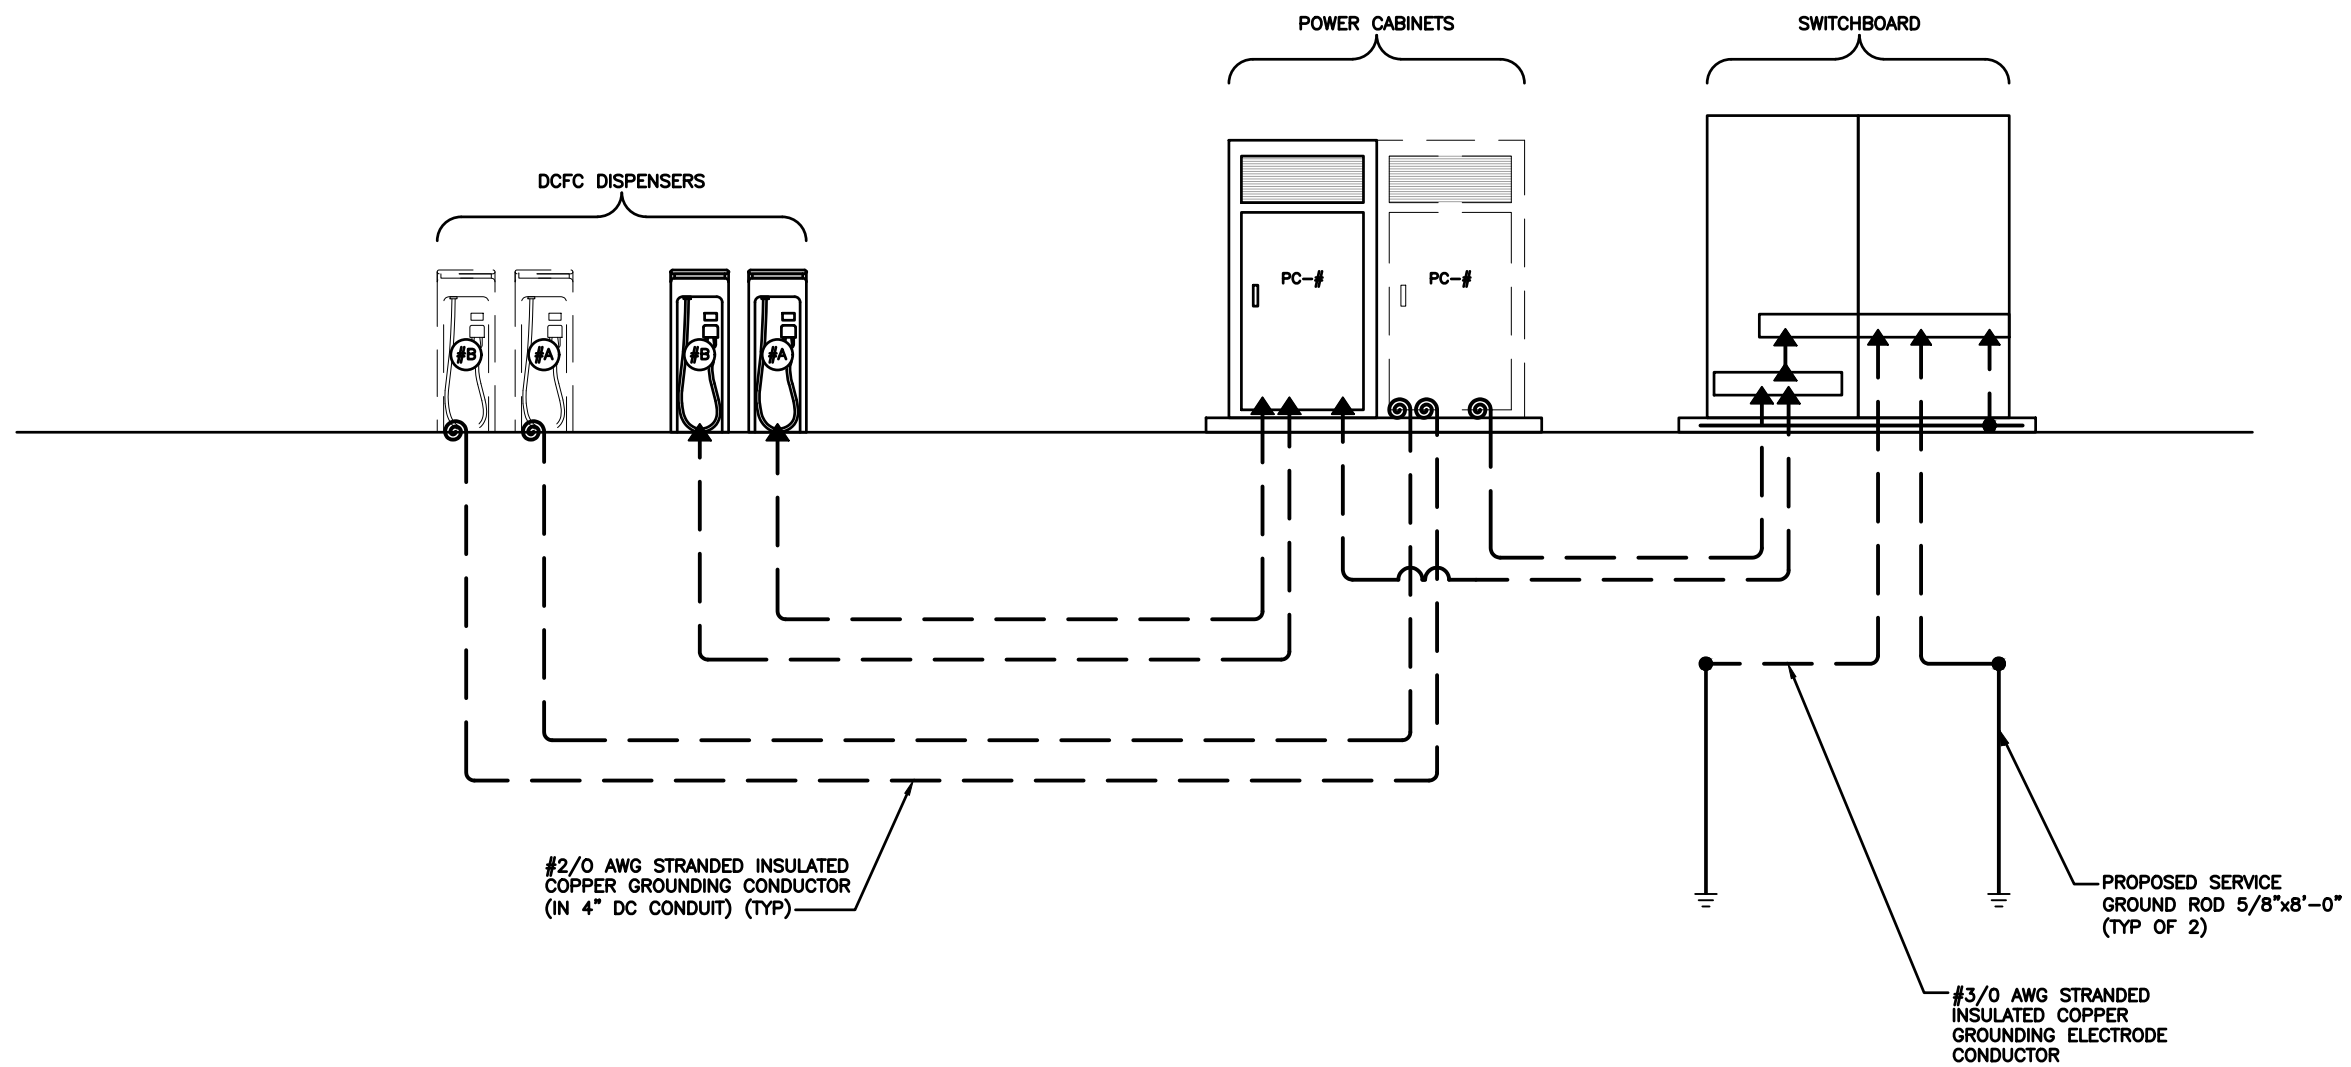 POWER CABINETS
SWITCHBOARD
DCFC DISPENSERS
PC-#
PC-#
#B
#A
#B
#A
#2/0 AWG STRANDED INSULATED
COPPER GROUNDING CONDUCTOR
(IN 4" DC CONDUIT) (TYP)
PROPOSED SERVICE
GROUND ROD 5/8"x8'-0"
(TYP OF 2)
#3/0 AWG STRANDED
INSULATED COPPER
GROUNDING ELECTRODE
CONDUCTOR